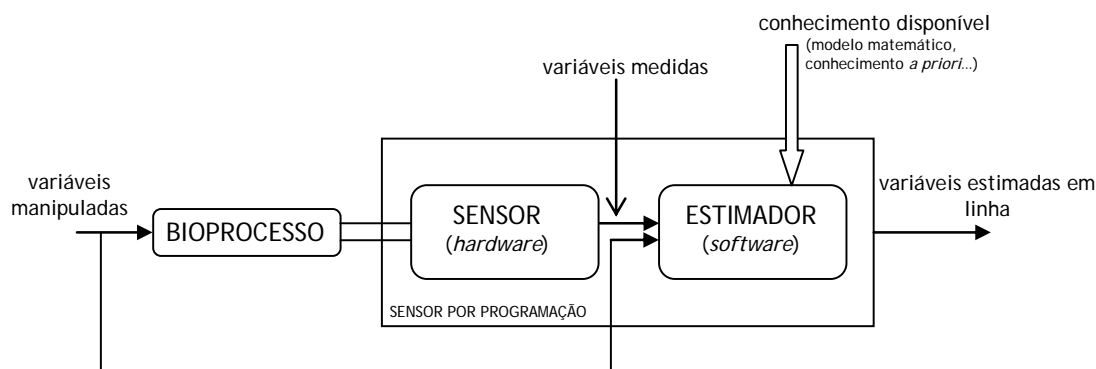 conhecimento disponível
(modelo matemático,
conhecimento a priori...)
variáveis medidas
variáveis
manipuladas
BIOPROCESSO
SENSOR
(hardware)
ESTIMADOR
(software)
variáveis estimadas em
linha
SENSOR POR PROGRAMAÇÃO